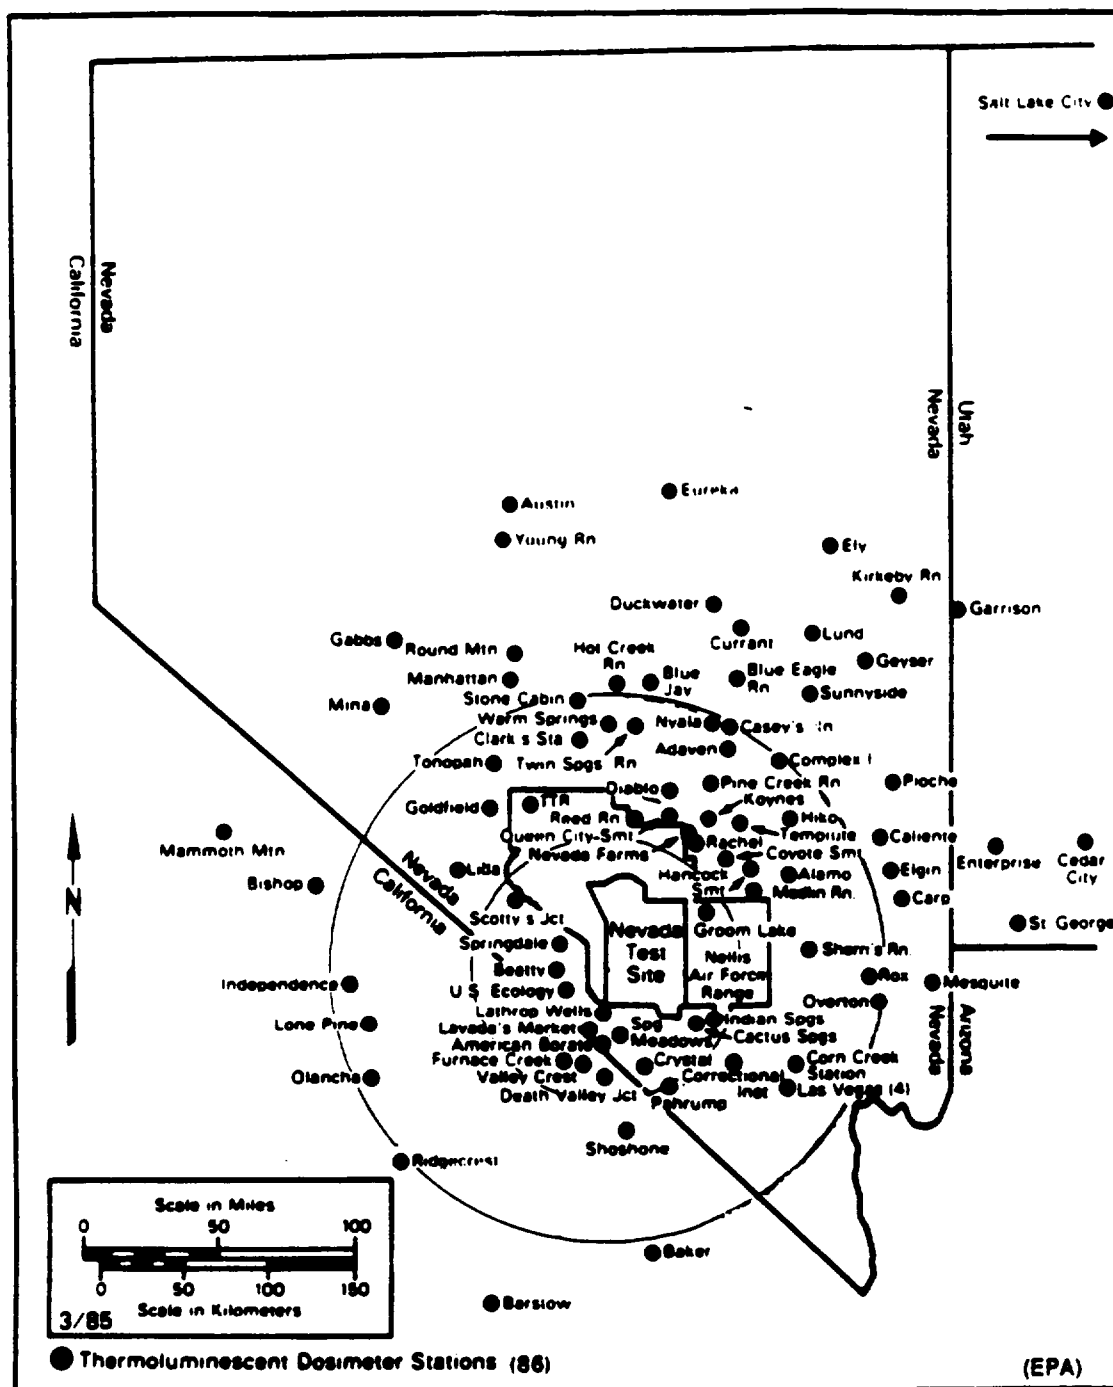 Salt Lake City
Nevada
California
Utah
Nevada
Eureka
Austin
Young Rn
Ely
Kirkeby Rn
Duckwater
Garrison
Currant
Lund
Gabbs
Round Mtn
Hot Creek
Rn
Geyser
Manhattan
Blue
Jay
Blue Eagle
Rn
Stone Cabin
Sunnyside
Mina
Warm Springs
Nyala
Casey's Rn
Clark's Sta
Adaven
Tonopah
Twin Spgs Rn
Complex I
Diablo
Pine Creek Rn
Pioche
Goldfield
TTR
Koynes
Reed Rn
Hiko
Queen City Smt
Tempiute
Caliente
Mammoth Mtn
Nevada Farms
Rachel
Coyote Smt
Enterprise
Cedar
City
Nevada
California
Lida
Hancock
Smt
Alamo
Elgin
Bishop
Medlin Rn.
Carp
Scotty's Jct
Groom Lake
St George
N
Nevada
Test
Site
Springdale
Nellis
Air Force
Range
Sherri's Rn.
Beatty
Rox
Independence
U S Ecology
Mesquite
Overton
Lathrop Wells
Indian Spgs
Lone Pine
Lavada's Market
Spg
Meadows
Cactus Spgs
Nevada
Arizona
American Borate
Furnace Creek
Crystal
Corn Creek
Station
Olancha
Valley Crest
Correctional
Inst
Death Valley Jct
Pahrump
Las Vegas (4)
Shoshone
Ridgecrest
Scale in Miles
0 50 100
0 50 100 150
Scale in Kilometers
3/85
Baker
Barstow
Thermoluminescent Dosimeter Stations (86)
(EPA)